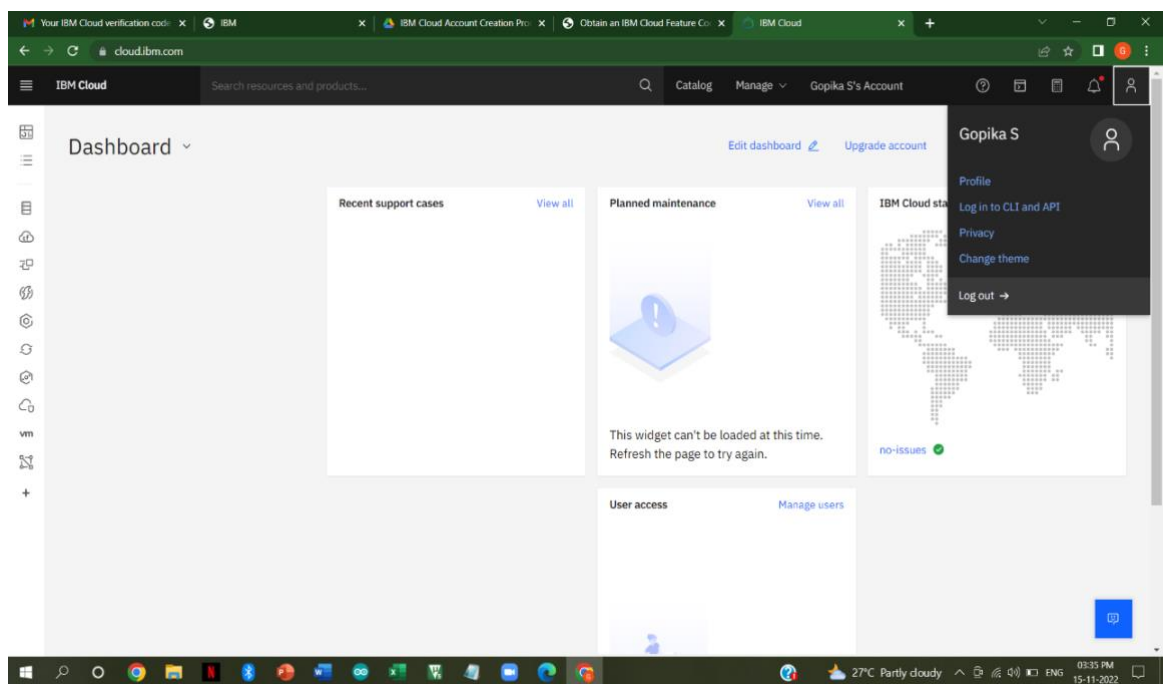 Your IBM Cloud verification code
IBM
IBM Cloud Account Creation Pro
Obtain an IBM Cloud Feature Co
IBM Cloud
cloud.ibm.com
G
IBM Cloud
Search resources and products...
Catalog
Manage
Gopika S's Account
Dashboard
Edit dashboard
Upgrade account
Gopika S
Profile
Log in to CLI and API
Privacy
Change theme
Log out →
Recent support cases
View all
Planned maintenance
View all
IBM Cloud sta
This widget can't be loaded at this time.
Refresh the page to try again.
no-issues
User access
Manage users
vm
27°C Partly cloudy
ENG
03:35 PM
15-11-2022